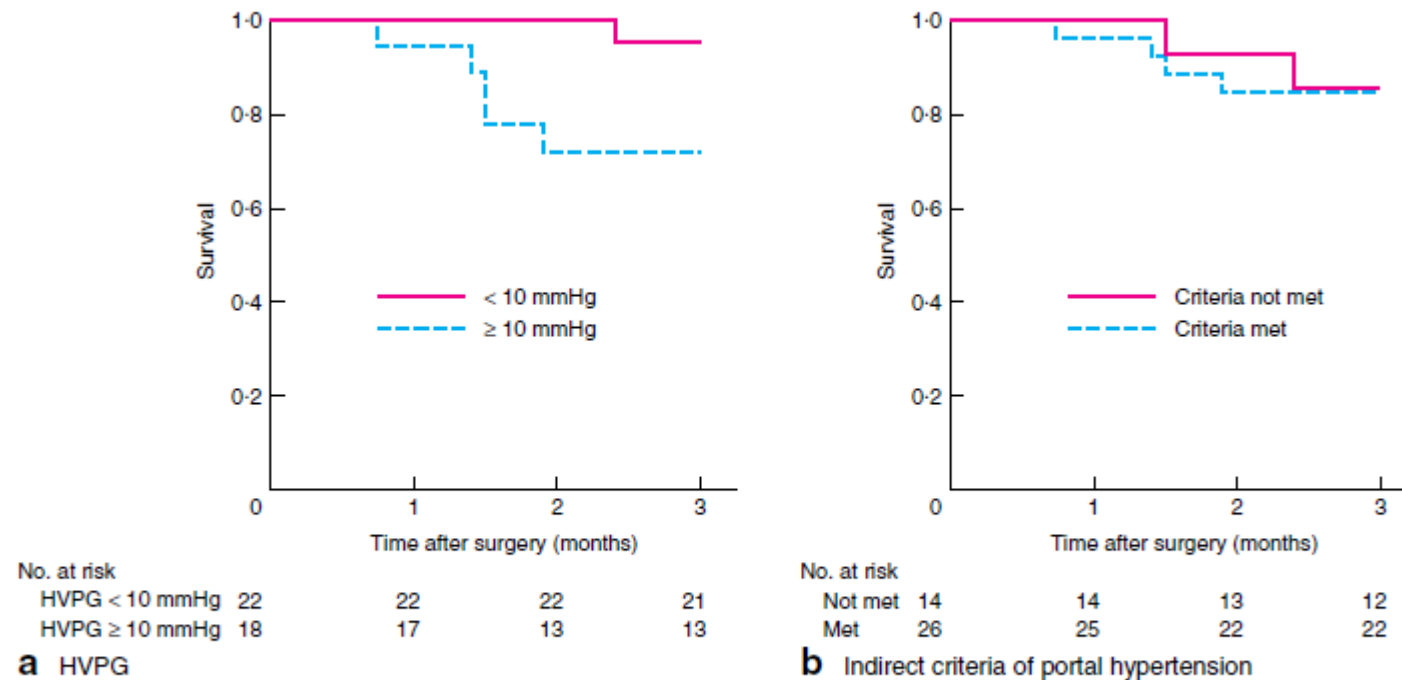 1·0
0·8
0·6
0·4
0·2
0
Survival
< 10 mmHg
≥ 10 mmHg
1 2 3
Time after surgery (months)
No. at risk
HVPG < 10 mmHg 22 22 22 21
HVPG ≥ 10 mmHg 18 17 13 13
a HVPG
1·0
0·8
0·6
0·4
0·2
0
Survival
Criteria not met
Criteria met
1 2 3
Time after surgery (months)
No. at risk
Not met 14 14 13 12
Met 26 25 22 22
b Indirect criteria of portal hypertension